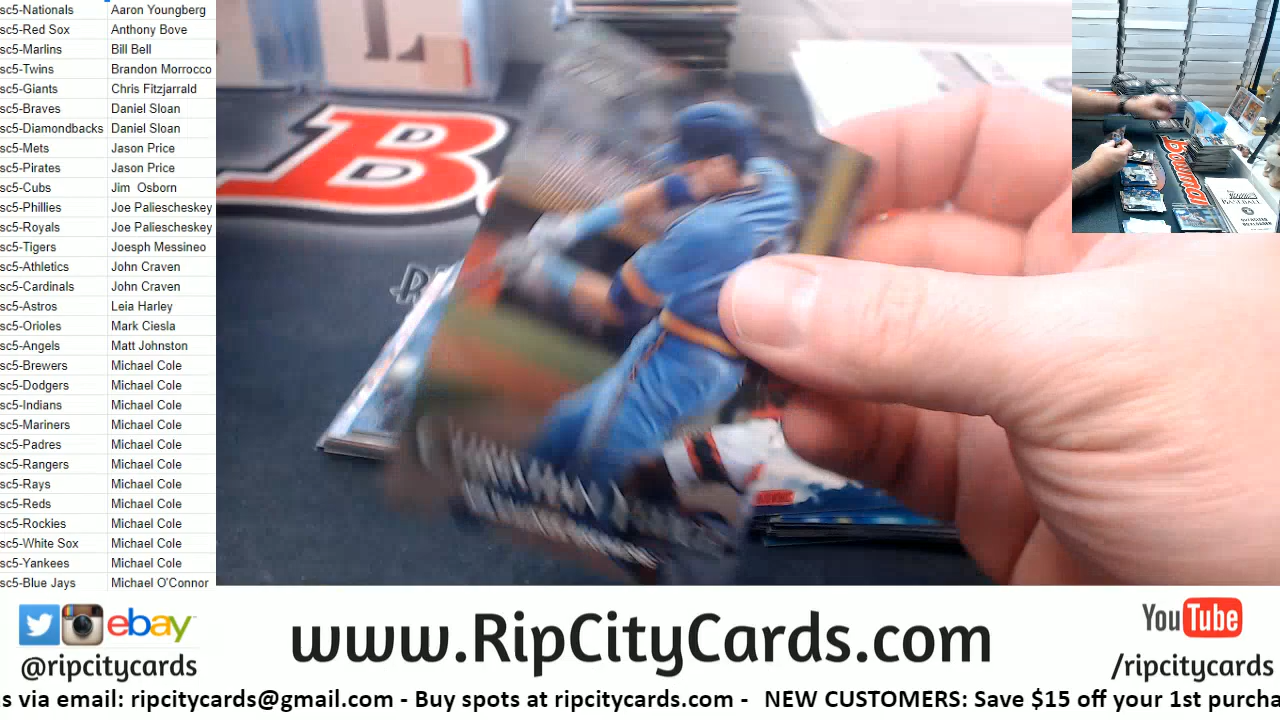 sc5-Nationals Aaron Youngberg
sc5-Red Sox Anthony Bove
sc5-Marlins Bill Bell
sc5-Twins Brandon Morrocco
sc5-Giants Chris Fitzjarrald
sc5-Braves Daniel Sloan
sc5-Diamondbacks Daniel Sloan
sc5-Mets Jason Price
sc5-Pirates Jason Price
sc5-Cubs Jim Osborn
sc5-Phillies Joe Paliescheskey
sc5-Royals Joe Paliescheskey
sc5-Tigers Joesph Messineo
sc5-Athletics John Craven
sc5-Cardinals John Craven
sc5-Astros Leia Harley
sc5-Orioles Mark Ciesla
sc5-Angels Matt Johnston
sc5-Brewers Michael Cole
sc5-Dodgers Michael Cole
sc5-Indians Michael Cole
sc5-Mariners Michael Cole
sc5-Padres Michael Cole
sc5-Rangers Michael Cole
sc5-Rays Michael Cole
sc5-Reds Michael Cole
sc5-Rockies Michael Cole
sc5-White Sox Michael Cole
sc5-Yankees Michael Cole
sc5-Blue Jays Michael O'Connor
B
Bowman
BASEBALL
ebay
@ripcitycards
www.RipCityCards.com
YouTube
/ripcitycards
s via email: ripcitycards@gmail.com - Buy spots at ripcitycards.com - NEW CUSTOMERS: Save $15 off your 1st purcha